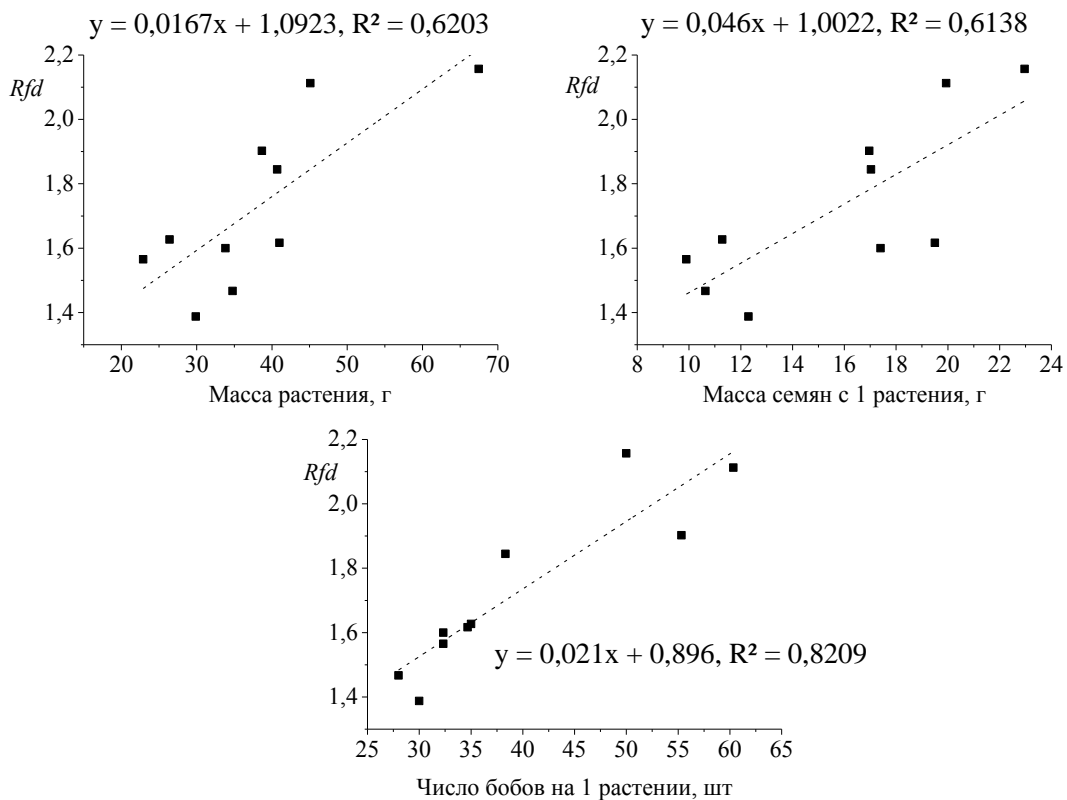 y = 0,0167x + 1,0923, R² = 0,6203
2,2
Rfd
2,0
1,8
1,6
1,4
20 30 40 50 60 70
Масса растения, г
y = 0,046x + 1,0022, R² = 0,6138
2,2
Rfd
2,0
1,8
1,6
1,4
8 10 12 14 16 18 20 22 24
Масса семян с 1 растения, г
2,2
Rfd
2,0
1,8
1,6
y = 0,021x + 0,896, R² = 0,8209
1,4
25 30 35 40 45 50 55 60 65
Число бобов на 1 растении, шт